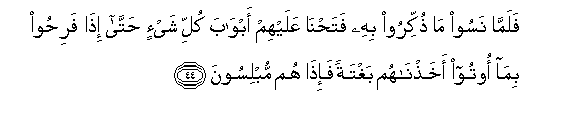 فَلَمَّا نَسُوا۟ مَا ذُكِّرُوا۟ بِهِۦ فَتَحْنَا عَلَيْهِمْ أَبْوَٰبَ كُلِّ شَىْءٍ حَتَّىٰٓ إِذَا فَرِحُوا۟
بِمَآ أُوتُوٓا۟ أَخَذْنَـٰهُم بَغْتَةً فَإِذَا هُم مُّبْلِسُونَ ٤٤